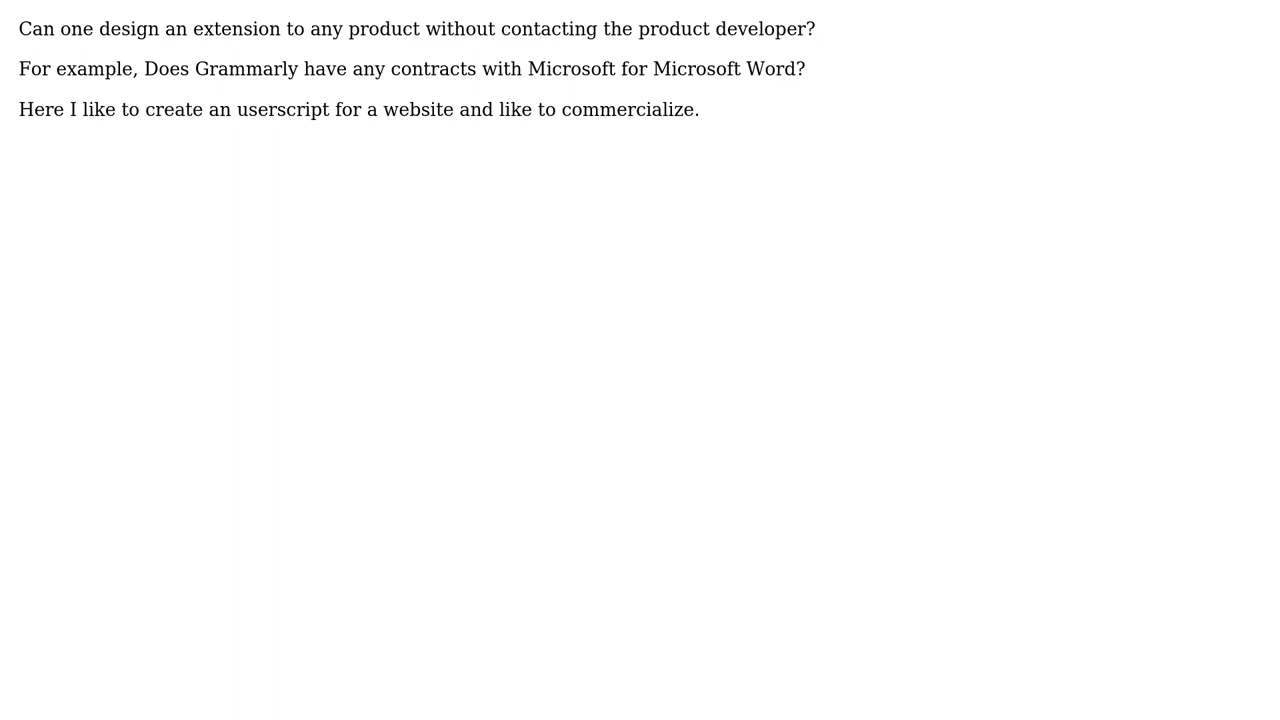 Can one design an extension to any product without contacting the product developer?
For example, Does Grammarly have any contracts with Microsoft for Microsoft Word?
Here I like to create an userscript for a website and like to commercialize.